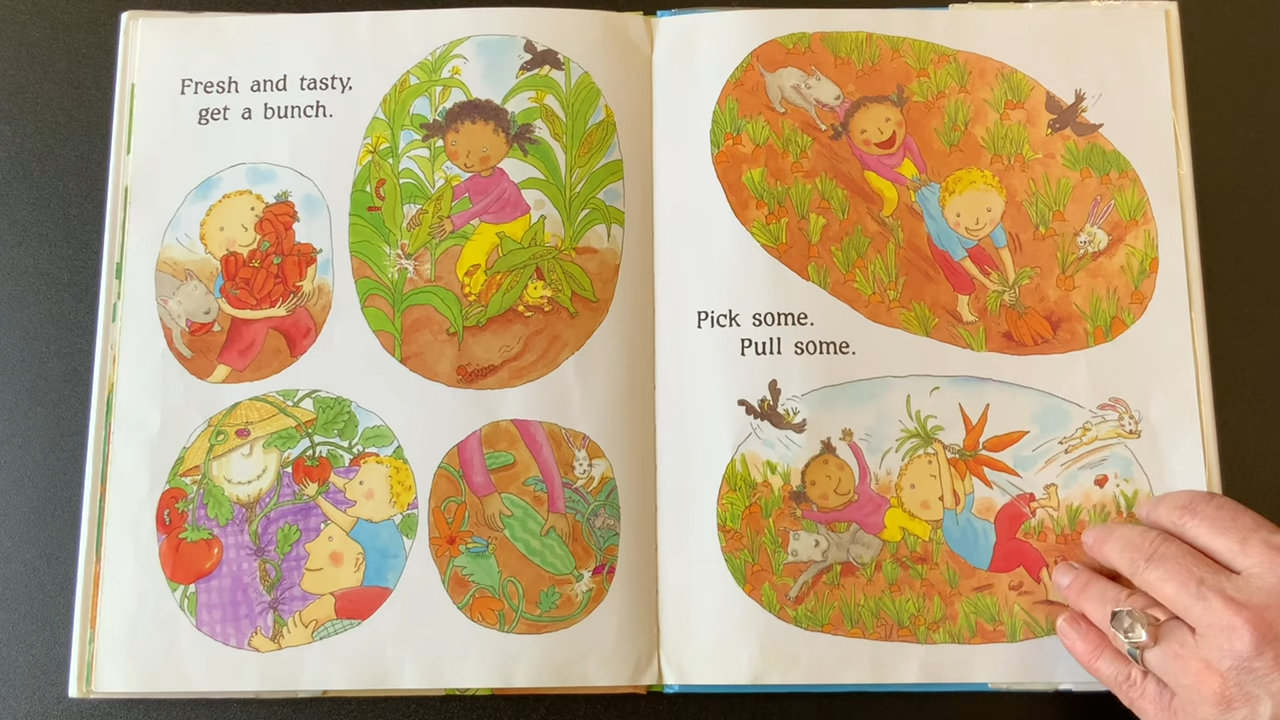 Fresh and tasty,
get a bunch.
Pick some.
Pull some.